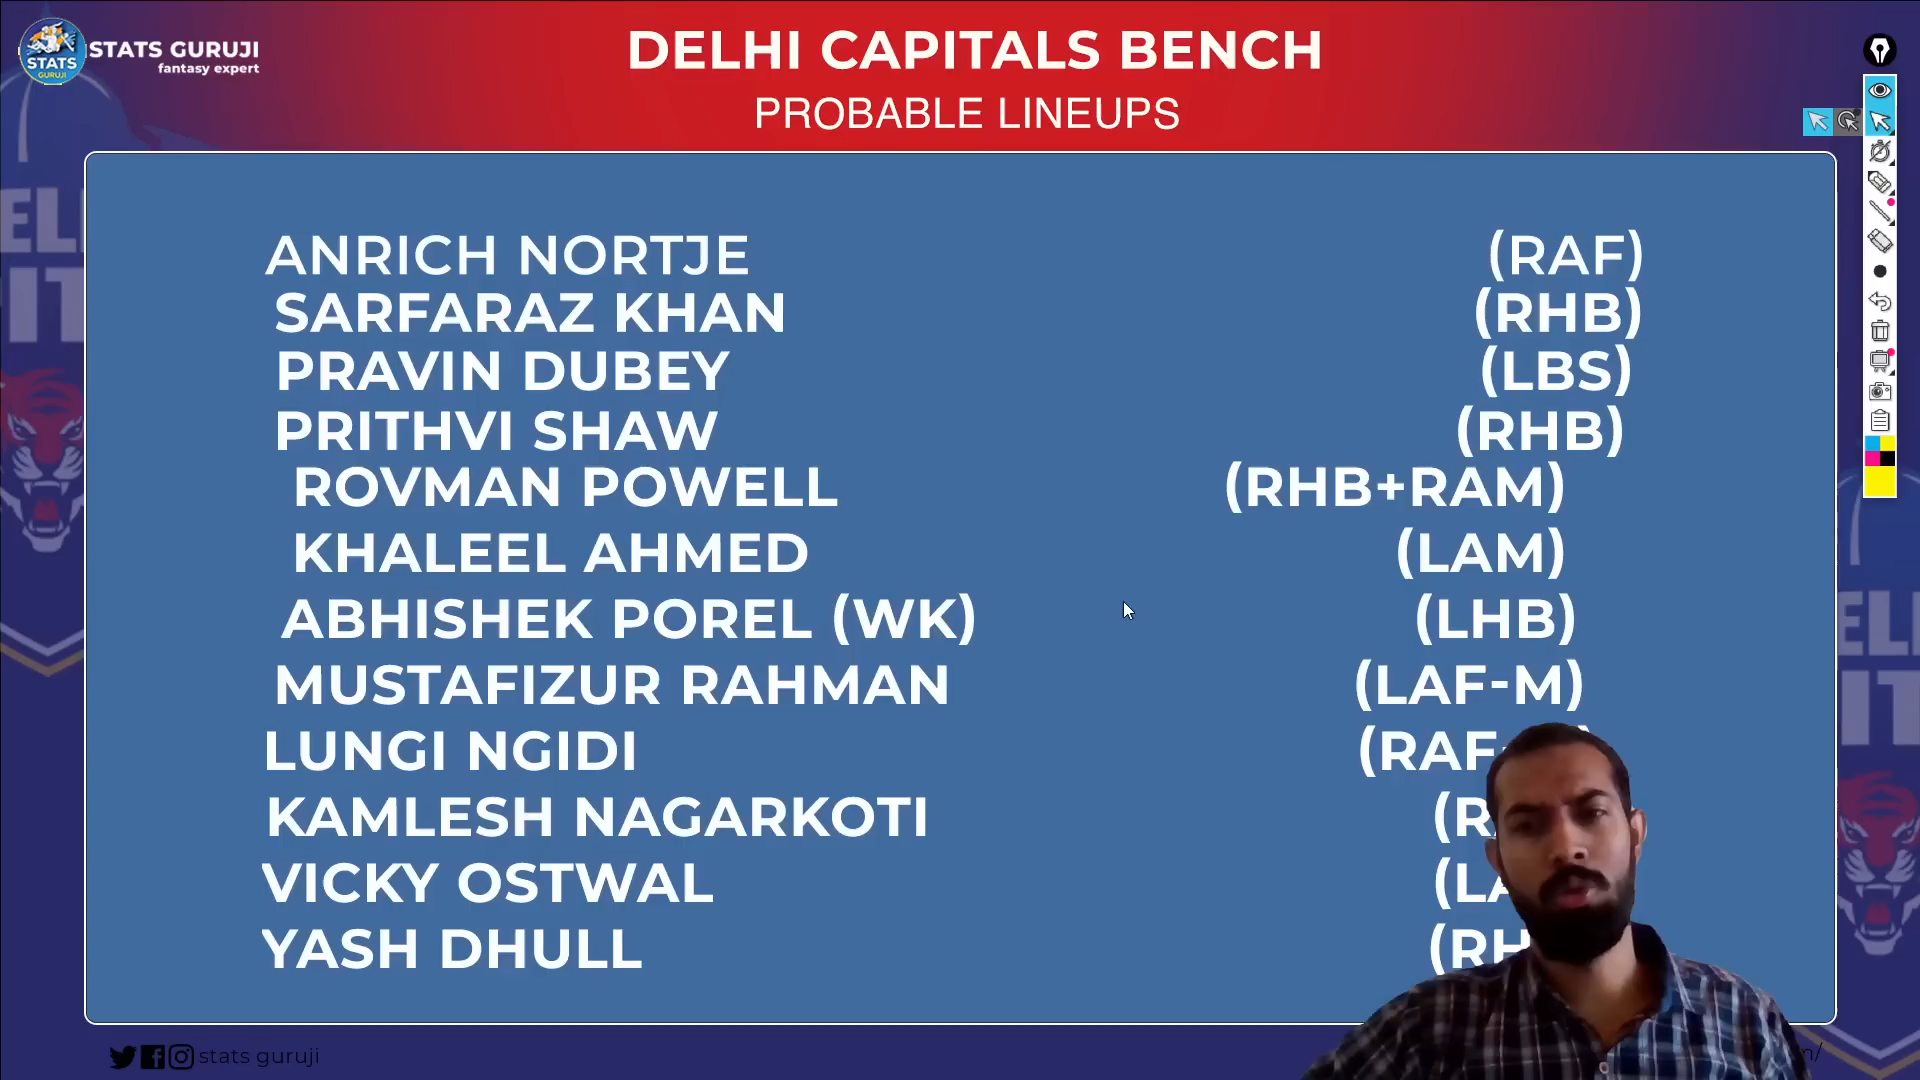 STATS GURUJI
fantasy expert
STATS
GURUJI
DELHI CAPITALS BENCH
PROBABLE LINEUPS
ANRICH NORTJE (RAF)
SARFARAZ KHAN (RHB)
PRAVIN DUBEY (LBS)
PRITHVI SHAW (RHB)
ROVMAN POWELL (RHB+RAM)
KHALEEL AHMED (LAM)
ABHISHEK POREL (WK) (LHB)
MUSTAFIZUR RAHMAN (LAF-M)
LUNGI NGIDI
KAMLESH NAGARKOTI
VICKY OSTWAL
YASH DHULL
stats guruji